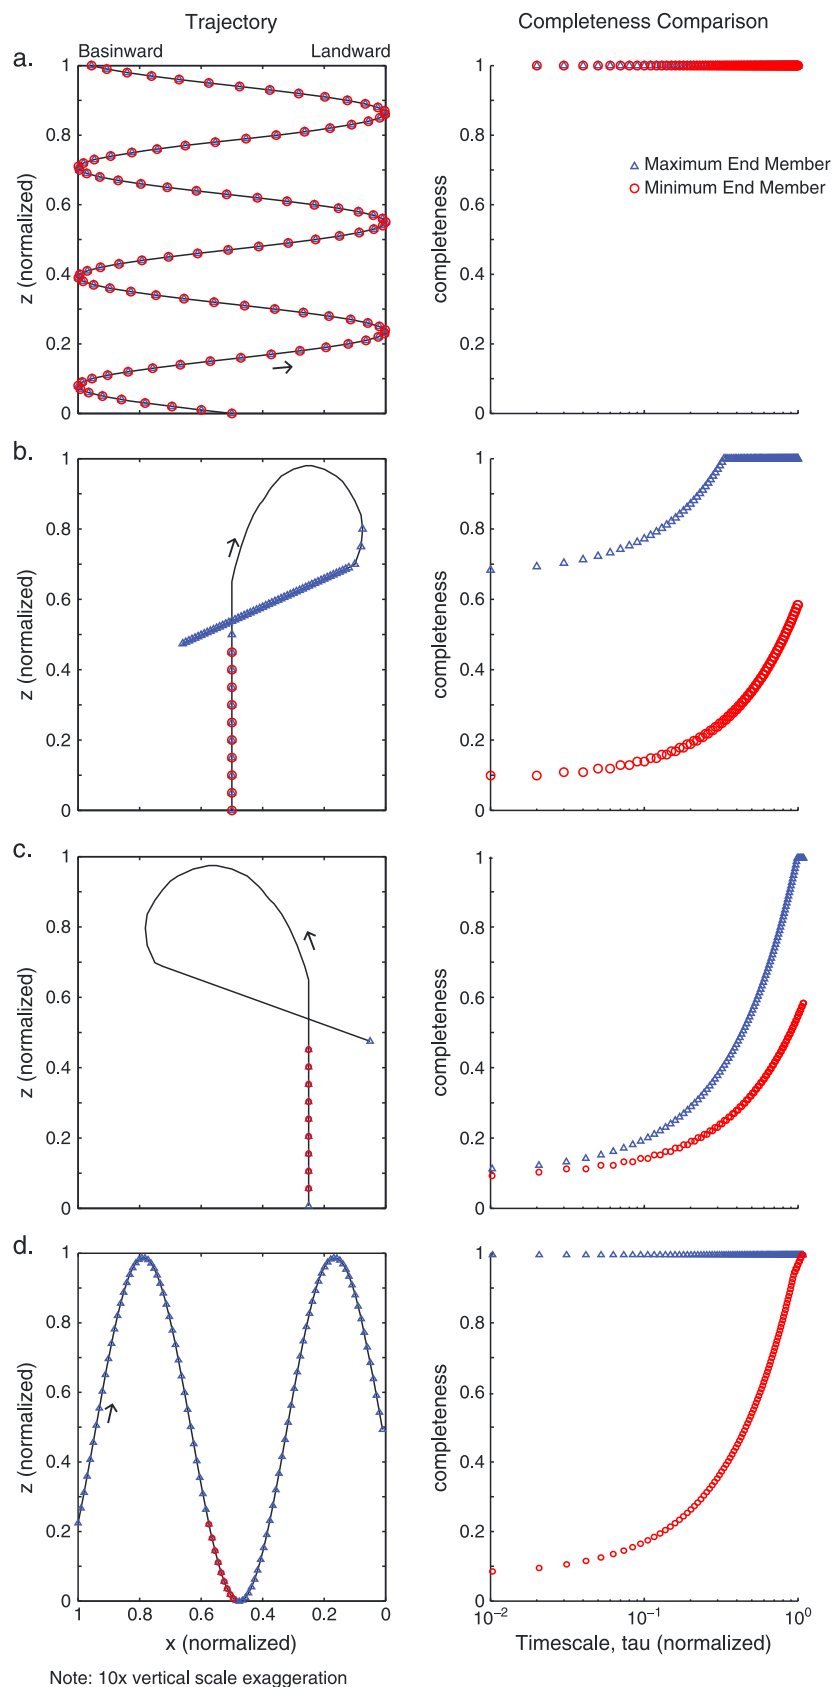 Trajectory
Completeness Comparison
a.
Basinward
Landward
1
0.8
0.6
0.4
0.2
0
z (normalized)
1
0.8
0.6
0.4
0.2
0
completeness
Maximum End Member
Minimum End Member
b.
1
0.8
0.6
0.4
0.2
0
z (normalized)
1
0.8
0.6
0.4
0.2
0
completeness
c.
1
0.8
0.6
0.4
0.2
0
z (normalized)
1
0.8
0.6
0.4
0.2
0
completeness
d.
1
0.8
0.6
0.4
0.2
0
z (normalized)
1 0.8 0.6 0.4 0.2 0
x (normalized)
1
0.8
0.6
0.4
0.2
0
completeness
10⁻² 10⁻¹ 10⁰
Timescale, tau (normalized)
Note: 10x vertical scale exaggeration